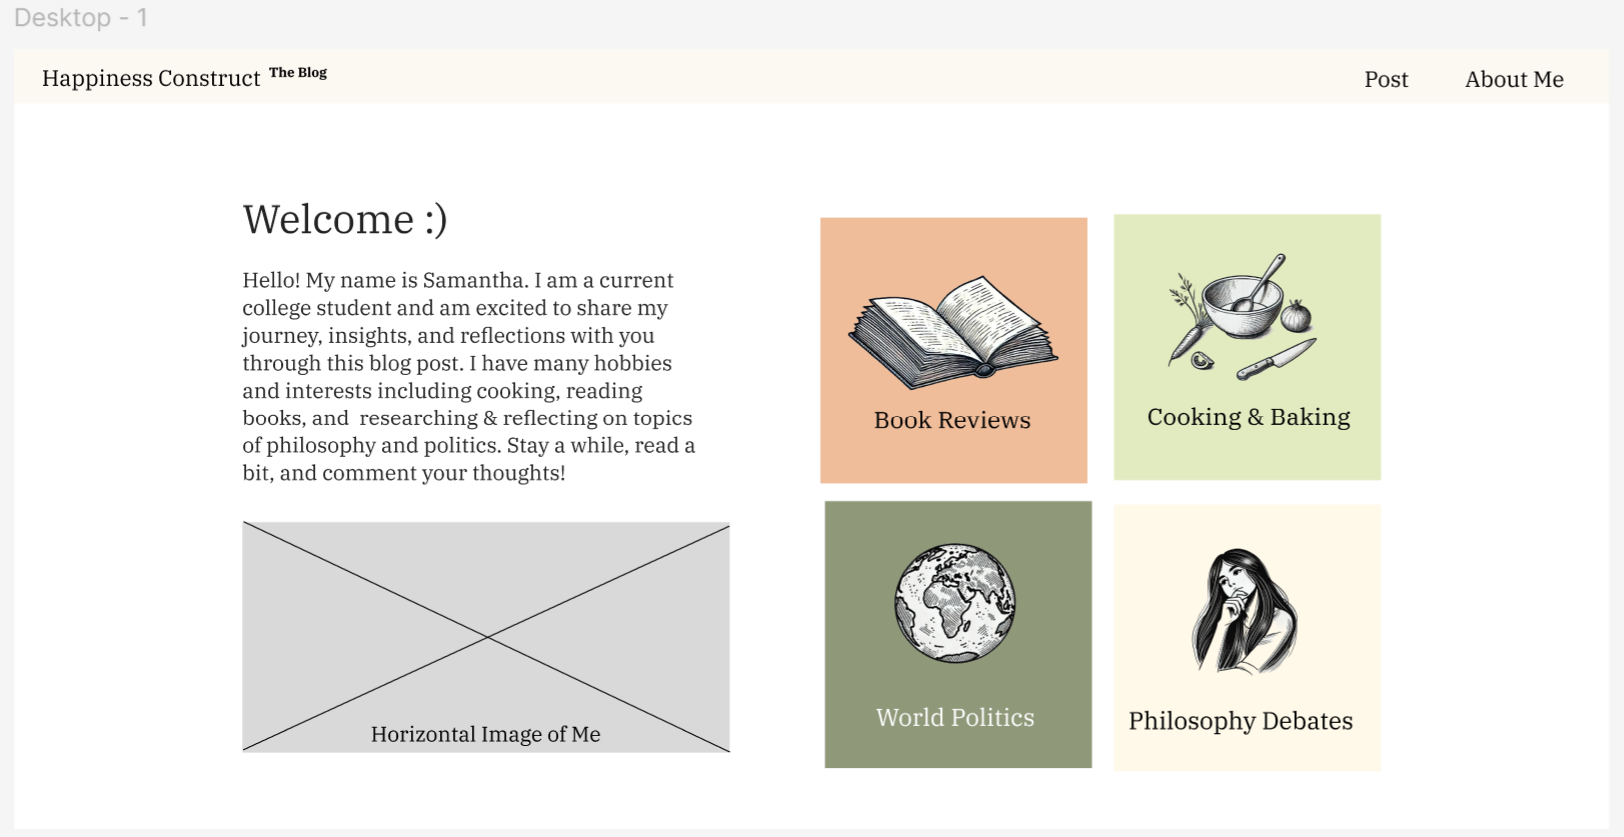 Desktop - 1
Happiness Construct The Blog
Post
About Me
Welcome :)
Hello! My name is Samantha. I am a current
college student and am excited to share my
journey, insights, and reflections with you
through this blog post. I have many hobbies
and interests including cooking, reading
books, and  researching & reflecting on topics
of philosophy and politics. Stay a while, read a
bit, and comment your thoughts!
Horizontal Image of Me
Book Reviews
Cooking & Baking
World Politics
Philosophy Debates